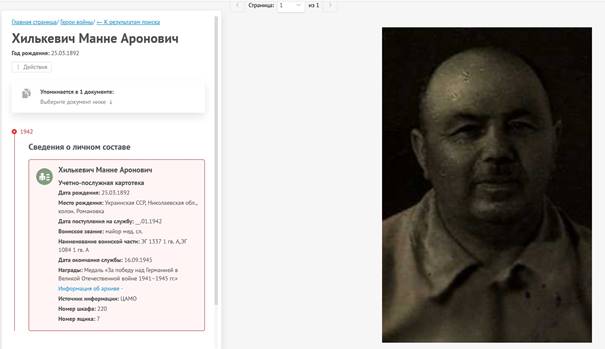 Страница: 1 из 1
Главная страница/ Герои войны/ ← К результатам поиска
Хилькевич Манне Аронович
Год рождения: 25.03.1892
Действия
Упоминается в 1 документе:
Выберите документ ниже ↓
1942
Сведения о личном составе
Хилькевич Манне Аронович
Учетно-послужная картотека
Дата рождения: 25.03.1892
Место рождения: Украинская ССР, Николаевская обл.,
колон. Романовка
Дата поступления на службу: __.01.1942
Воинское звание: майор мед. сл.
Наименование воинской части: ЭГ 1337 1 гв. А,ЭГ
1084 1 гв. А
Дата окончания службы: 16.09.1945
Награды: Медаль «За победу над Германией в
Великой Отечественной войне 1941–1945 гг.»
Информация об архиве -
Источник информации: ЦАМО
Номер шкафа: 220
Номер ящика: 7